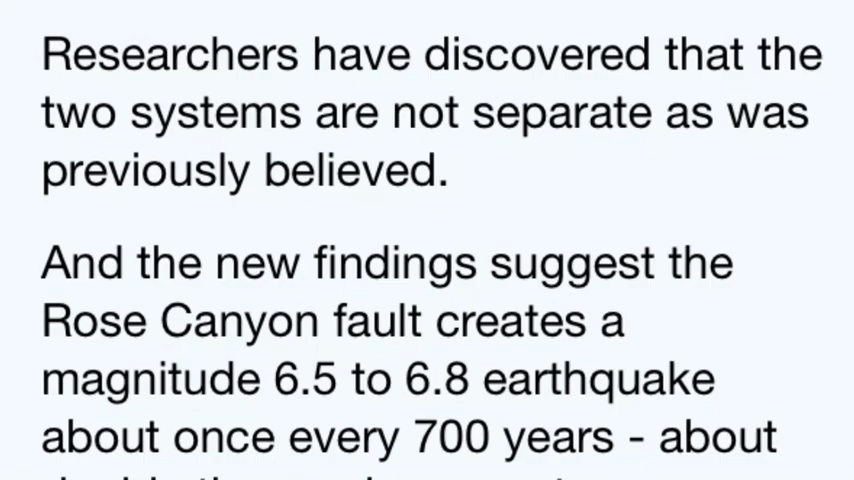 Researchers have discovered that the
two systems are not separate as was
previously believed.
And the new findings suggest the
Rose Canyon fault creates a
magnitude 6.5 to 6.8 earthquake
about once every 700 years - about